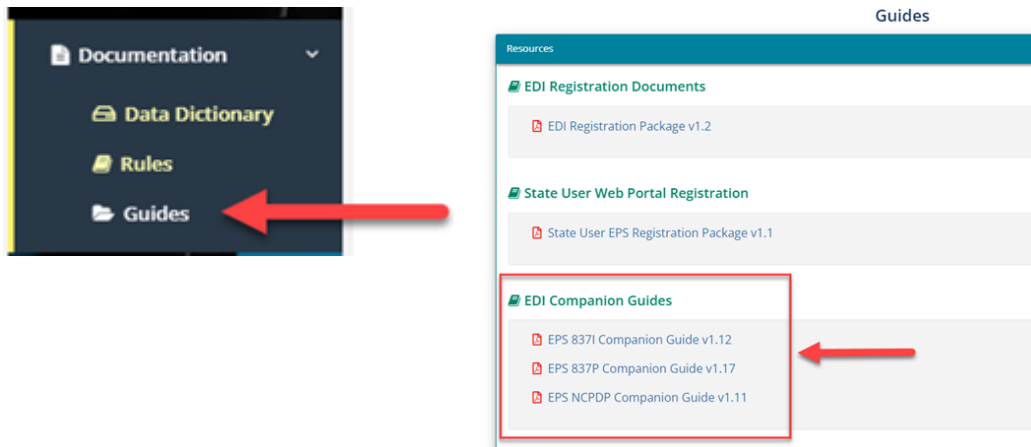 Documentation
Data Dictionary
Rules
Guides
Guides
Resources
EDI Registration Documents
EDI Registration Package v1.2
State User Web Portal Registration
State User EPS Registration Package v1.1
EDI Companion Guides
EPS 837I Companion Guide v1.12
EPS 837P Companion Guide v1.17
EPS NCPDP Companion Guide v1.11